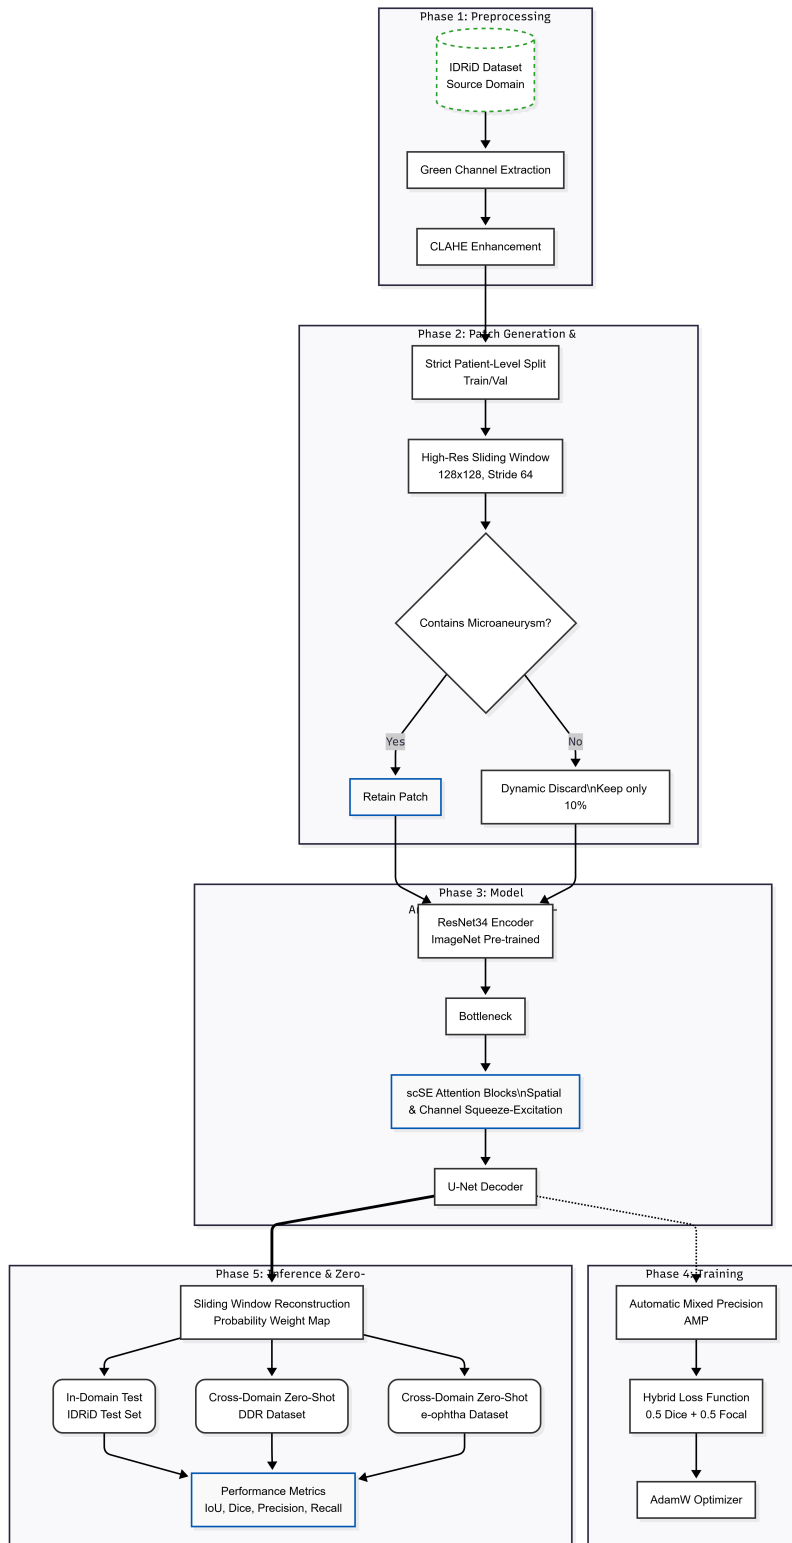 Phase 1: Preprocessing
IDRiD Dataset
Source Domain
Green Channel Extraction
CLAHE Enhancement
Phase 2: Patch Generation &
Strict Patient-Level Split
Train/Val
High-Res Sliding Window
128x128, Stride 64
Contains Microaneurysm?
Yes
No
Retain Patch
Dynamic Discard\nKeep only
10%
Phase 3: Model
ResNet34 Encoder
ImageNet Pre-trained
Bottleneck
scSE Attention Blocks\nSpatial
& Channel Squeeze-Excitation
U-Net Decoder
Phase 5: Inference & Zero-
Phase 4: Training
Sliding Window Reconstruction
Probability Weight Map
Automatic Mixed Precision
AMP
In-Domain Test
IDRiD Test Set
Cross-Domain Zero-Shot
DDR Dataset
Cross-Domain Zero-Shot
e-ophtha Dataset
Hybrid Loss Function
0.5 Dice + 0.5 Focal
Performance Metrics
IoU, Dice, Precision, Recall
AdamW Optimizer